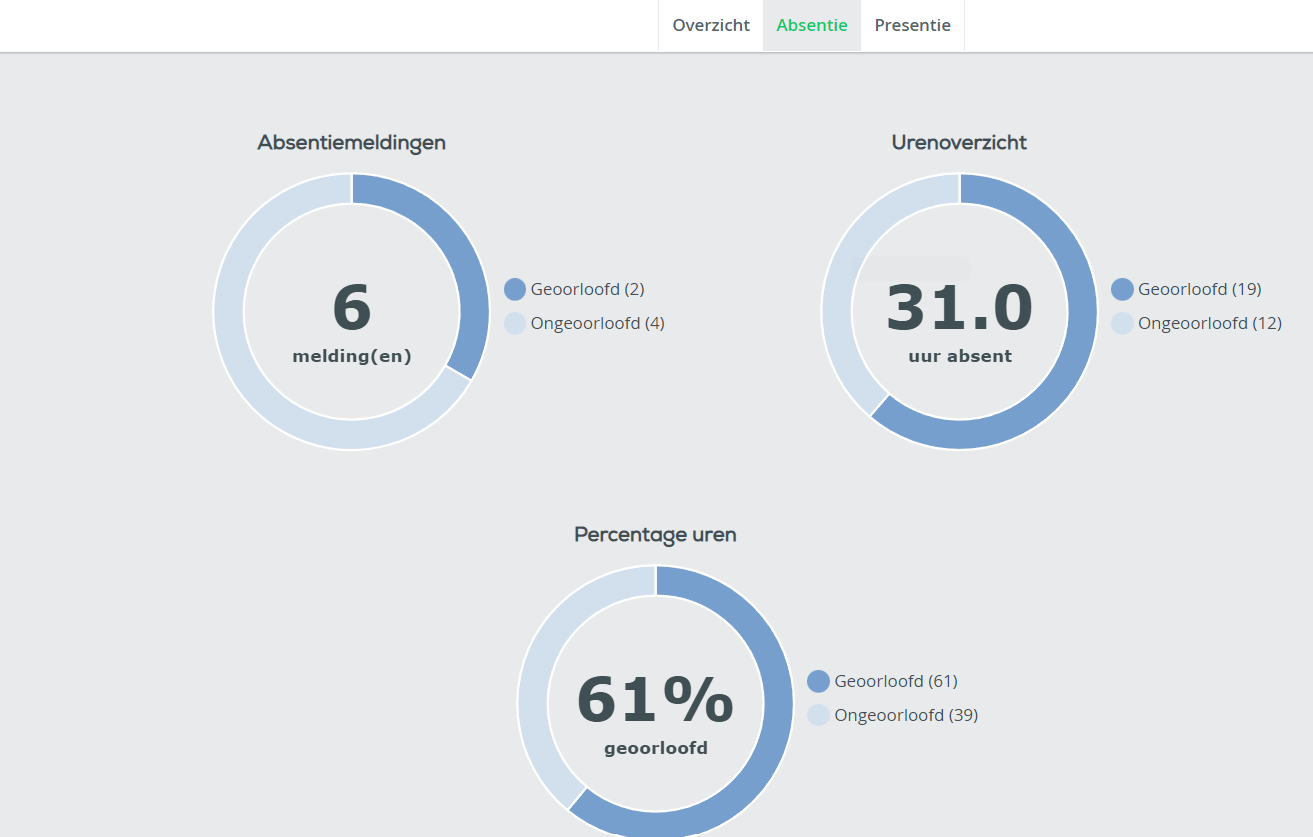 Overzicht Absentie Presentie
Absentiemeldingen
6
melding(en)
Geoorloofd (2)
Ongeoorloofd (4)
Urenoverzicht
31.0
uur absent
Geoorloofd (19)
Ongeoorloofd (12)
Percentage uren
61%
geoorloofd
Geoorloofd (61)
Ongeoorloofd (39)